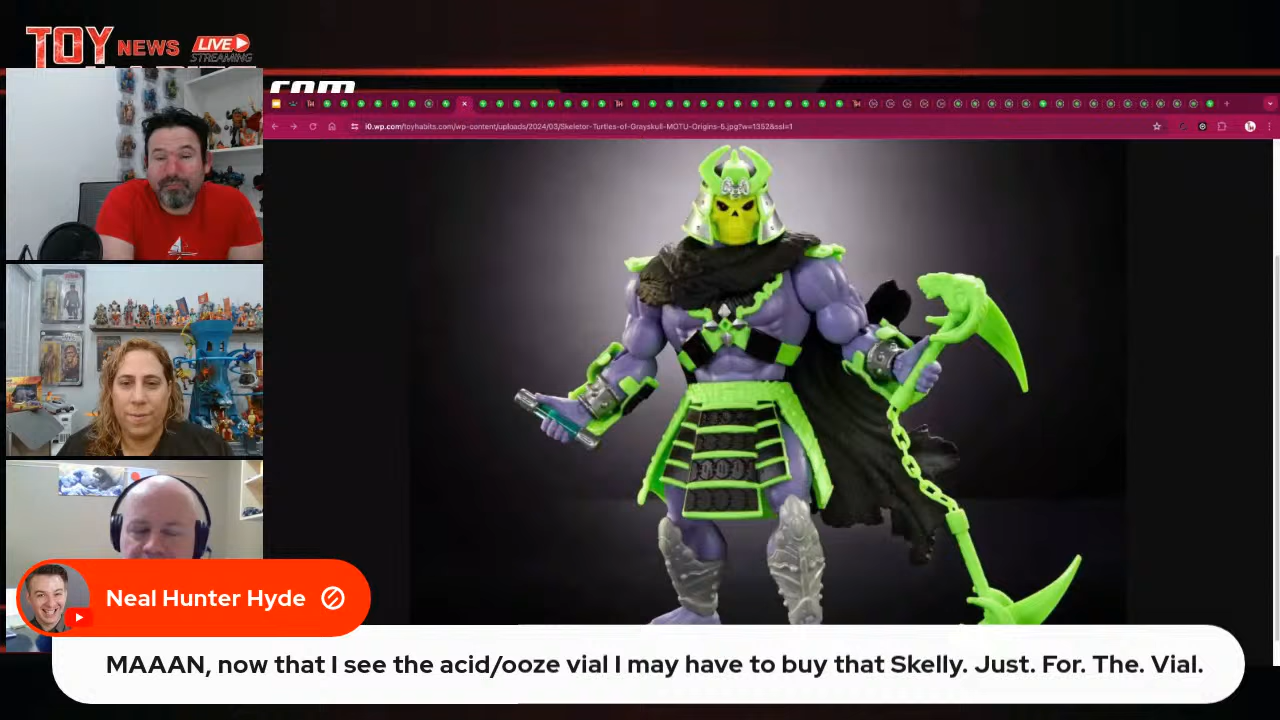 TOY NEWS LIVE
STREAMING
.com
i0.wp.com/toyhabits.com/wp-content/uploads/2024/03/Skeletor-Turtles-of-Grayskull-MOTU-Origins-5.jpg?w=1352&ssl=1
Neal Hunter Hyde
MAAAN, now that I see the acid/ooze vial I may have to buy that Skelly. Just. For. The. Vial.